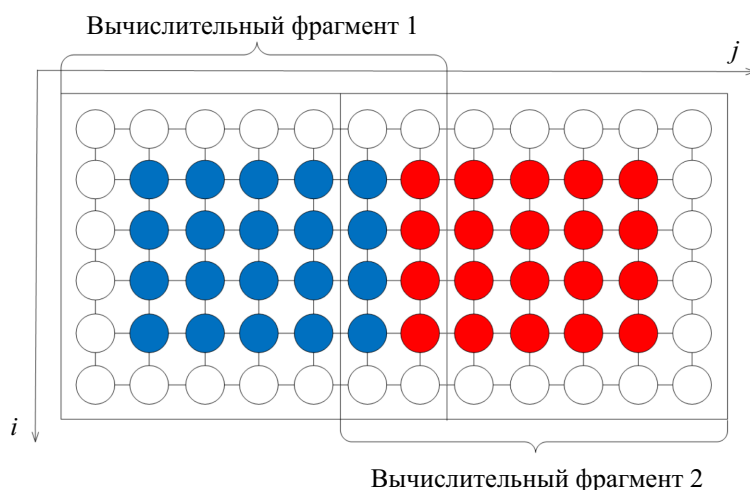 Вычислительный фрагмент 1
j
i
Вычислительный фрагмент 2